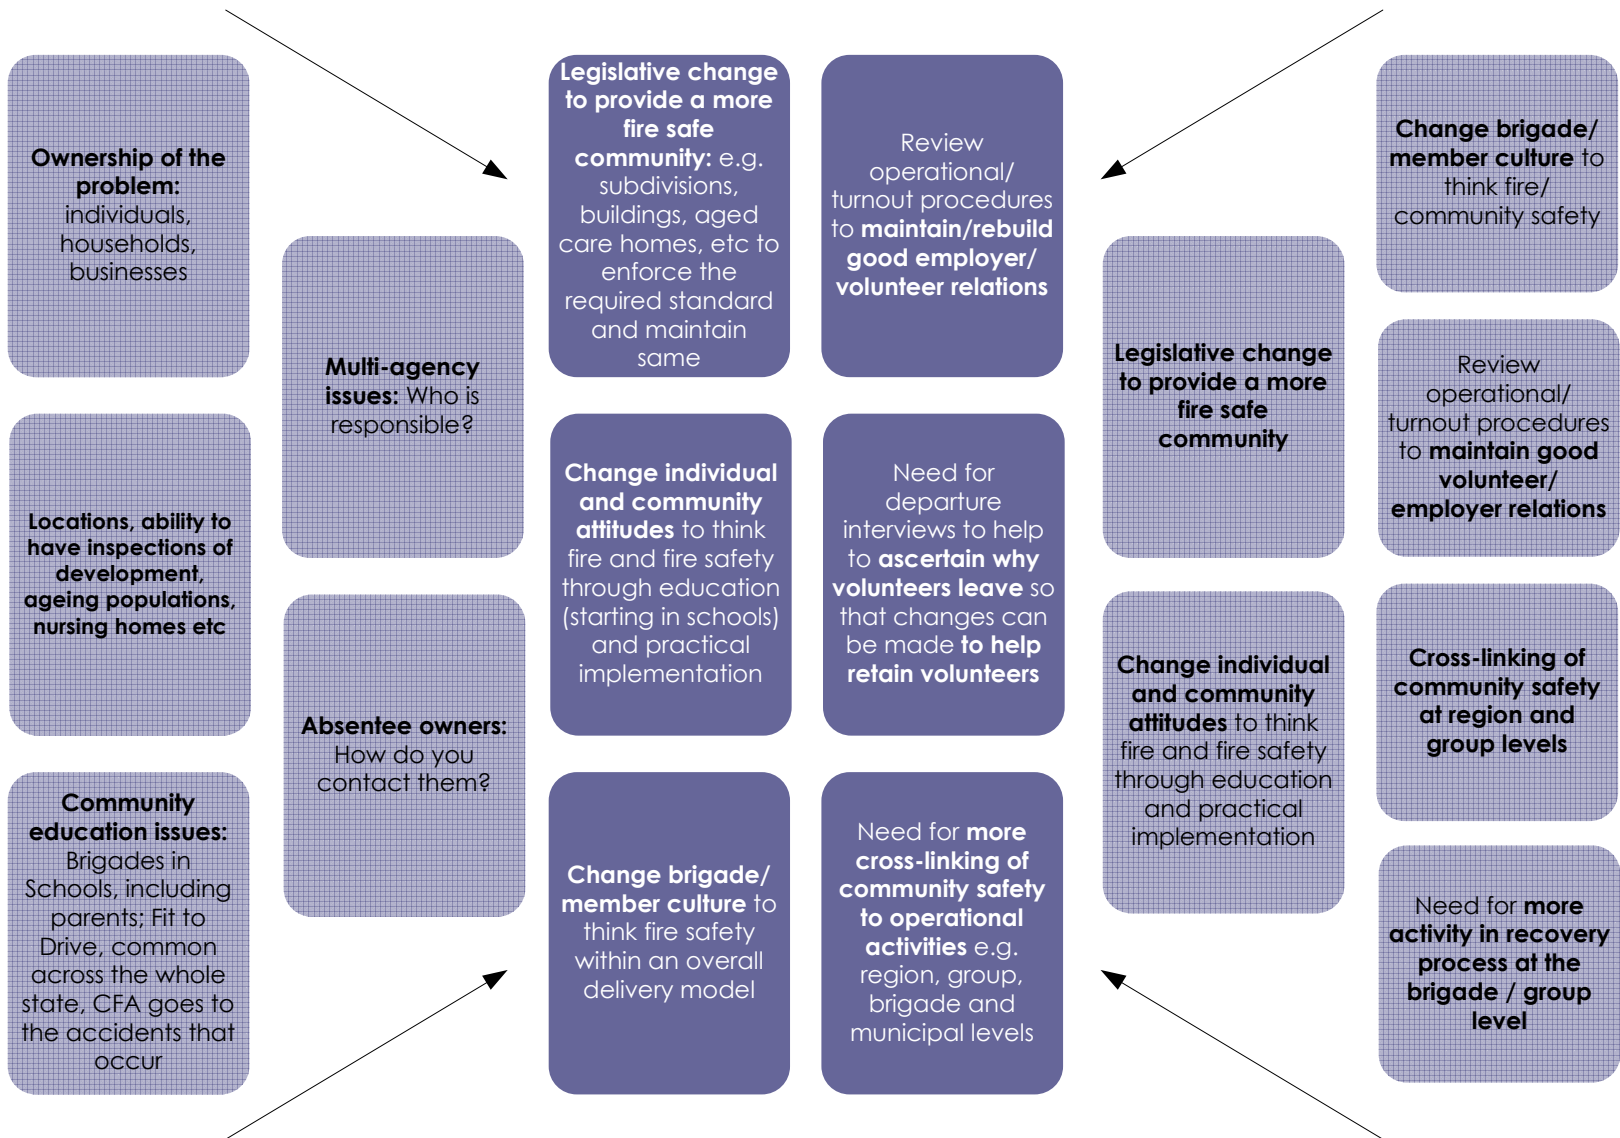 Ownership of the
problem:
individuals,
households,
businesses
Locations, ability to
have inspections of
development,
ageing populations,
nursing homes etc
Community
education issues:
Brigades in
Schools, including
parents; Fit to
Drive, common
across the whole
state, CFA goes to
the accidents that
occur
Multi-agency
issues: Who is
responsible?
Absentee owners:
How do you
contact them?
Legislative change
to provide a more
fire safe
community: e.g.
subdivisions,
buildings, aged
care homes, etc to
enforce the
required standard
and maintain
same
Change individual
and community
attitudes to think
fire and fire safety
through education
(starting in schools)
and practical
implementation
Change brigade/
member culture to
think fire safety
within an overall
delivery model
Review
operational/
turnout procedures
to maintain/rebuild
good employer/
volunteer relations
Need for
departure
interviews to help
to ascertain why
volunteers leave so
that changes can
be made to help
retain volunteers
Need for more
cross-linking of
community safety
to operational
activities e.g.
region, group,
brigade and
municipal levels
Legislative change
to provide a more
fire safe
community
Change individual
and community
attitudes to think
fire and fire safety
through education
and practical
implementation
Change brigade/
member culture to
think fire/
community safety
Review
operational/
turnout procedures
to maintain good
volunteer/
employer relations
Cross-linking of
community safety
at region and
group levels
Need for more
activity in recovery
process at the
brigade / group
level